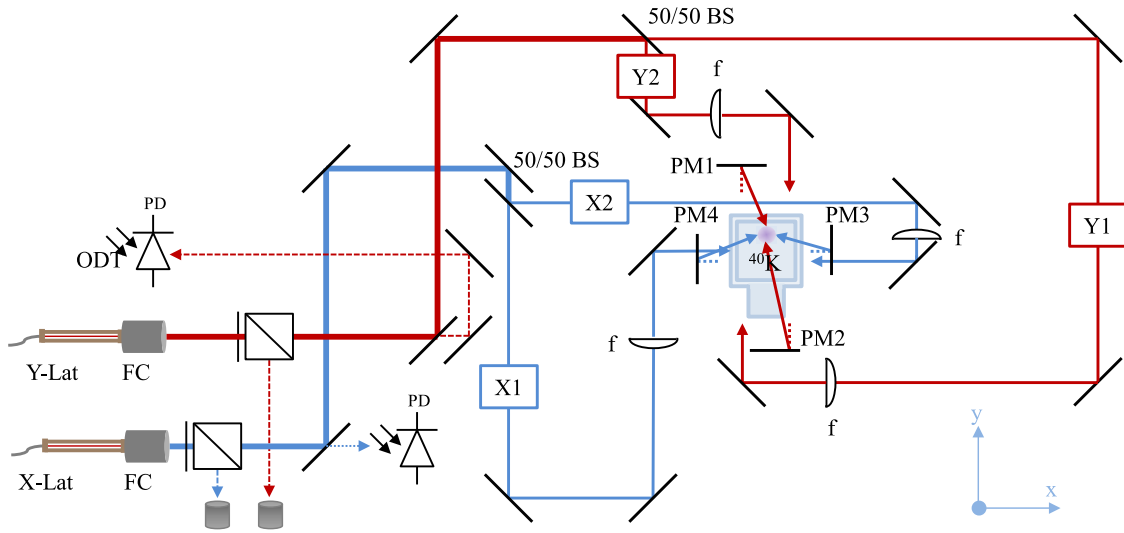 50/50 BS
Y2
f
50/50 BS
PM1
PD
X2
PM4
PM3
Y1
ODT
40K
f
f
PM2
Y-Lat
FC
X1
PD
f
y
X-Lat
FC
x